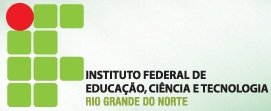 INSTITUTO FEDERAL DE
EDUCAÇÃO, CIÊNCIA E TECNOLOGIA
RIO GRANDE DO NORTE